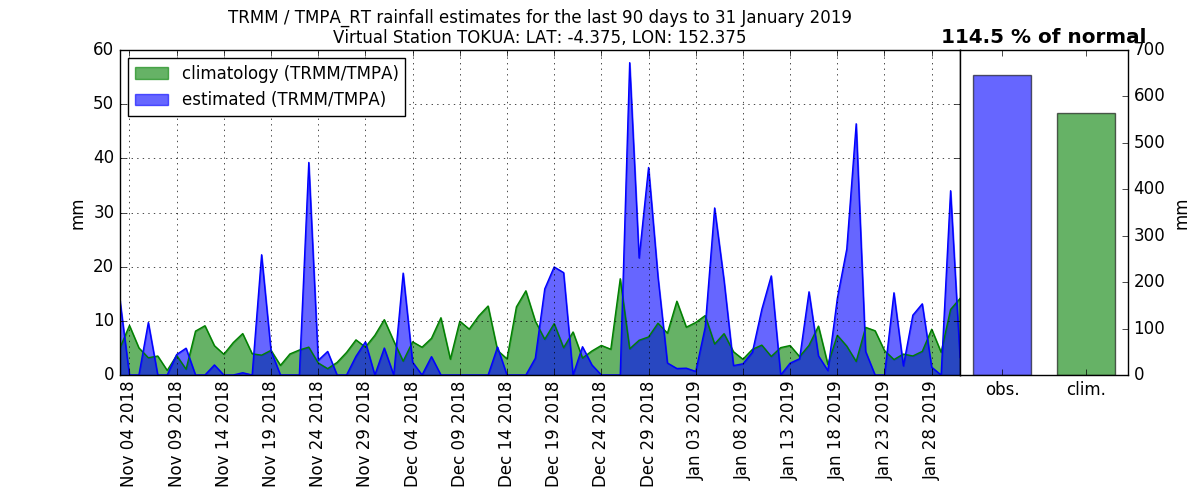 TRMM / TMPA_RT rainfall estimates for the last 90 days to 31 January 2019
Virtual Station TOKUA: LAT: -4.375, LON: 152.375
114.5 % of normal
climatology (TRMM/TMPA)
estimated (TRMM/TMPA)
60
50
40
30
20
10
0
mm
700
600
500
400
300
200
100
0
mm
Nov 04 2018
Nov 09 2018
Nov 14 2018
Nov 19 2018
Nov 24 2018
Nov 29 2018
Dec 04 2018
Dec 09 2018
Dec 14 2018
Dec 19 2018
Dec 24 2018
Dec 29 2018
Jan 03 2019
Jan 08 2019
Jan 13 2019
Jan 18 2019
Jan 23 2019
Jan 28 2019
obs.
clim.